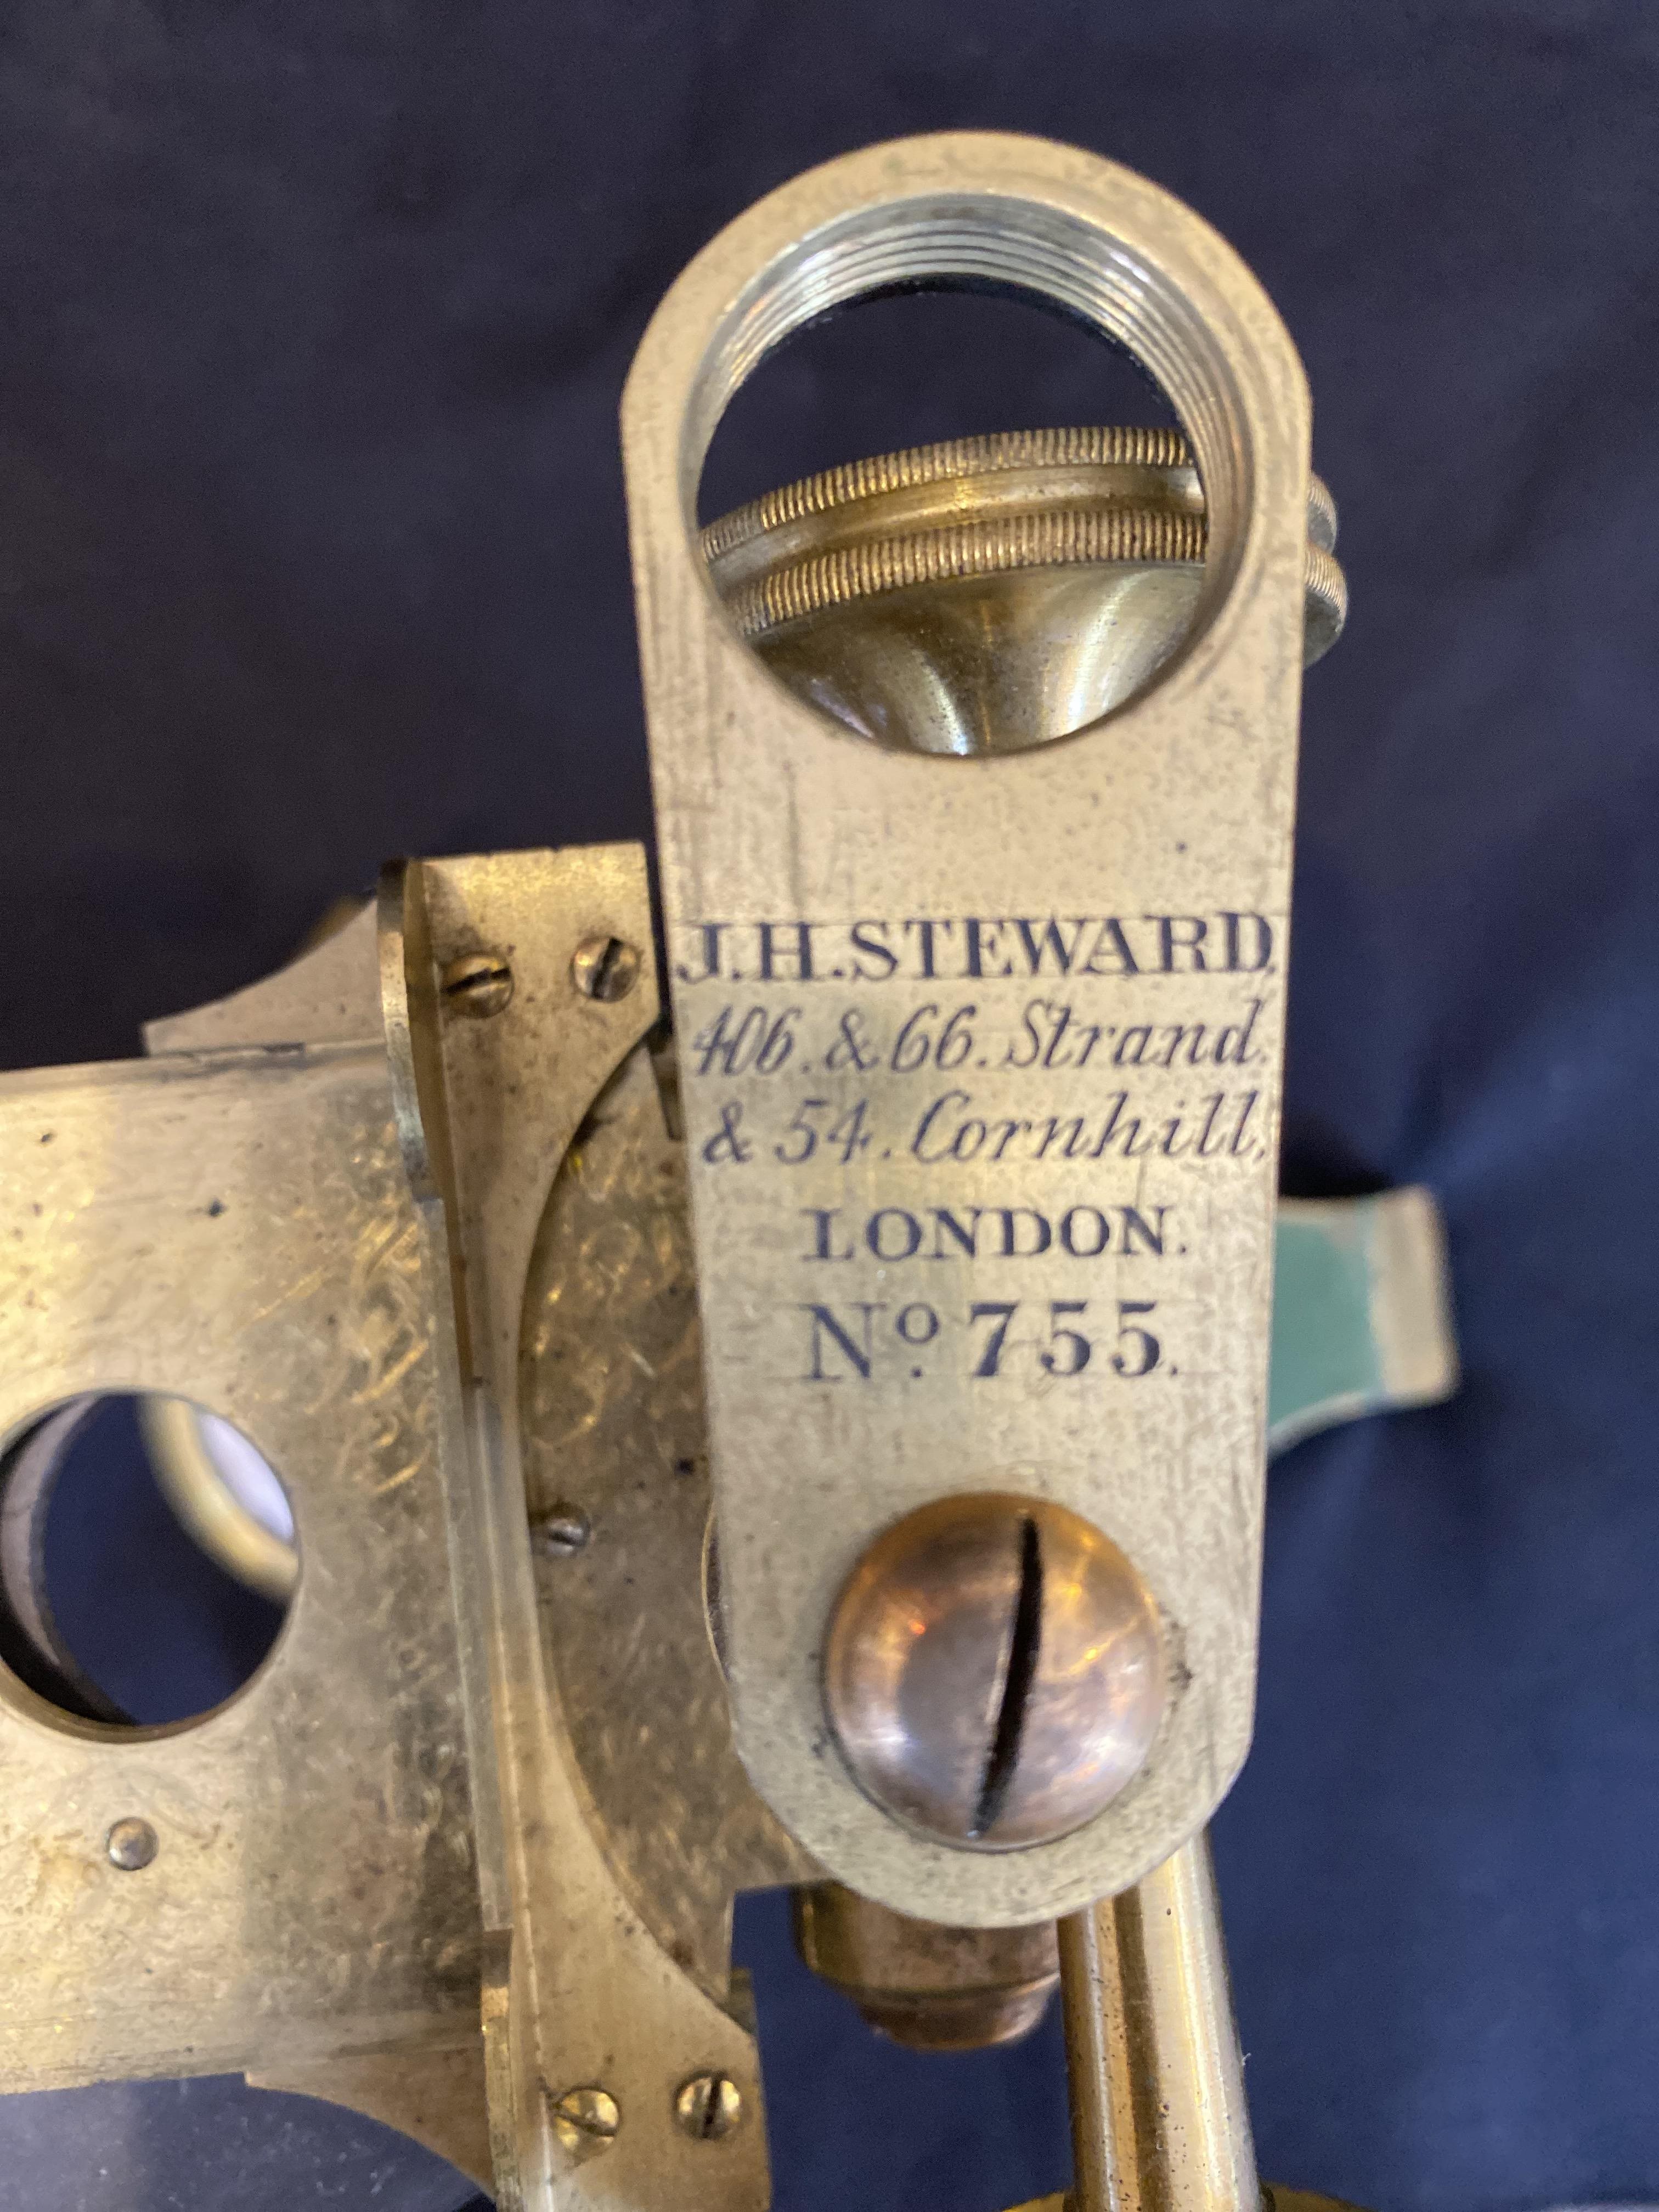 J.H.STEWARD.
406. & 66. Strand.
& 54. Cornhill,
LONDON.
No. 755.